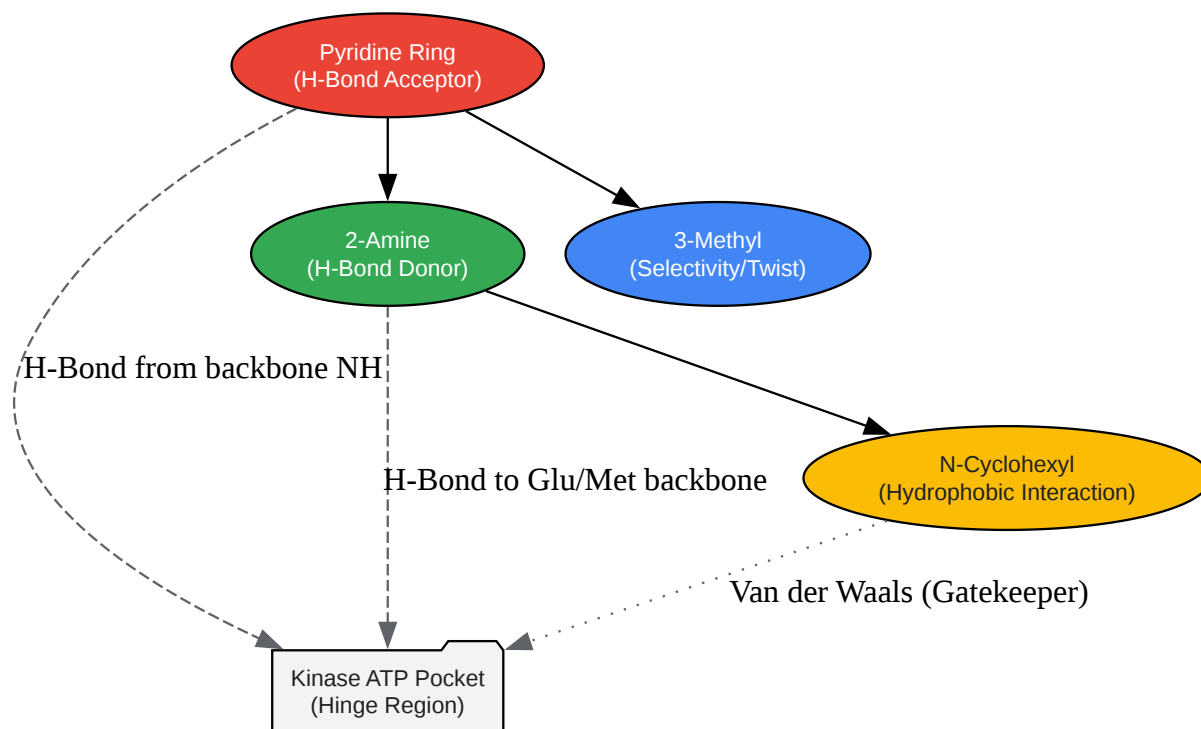 Pyridine Ring
(H-Bond Acceptor)
2-Amine
(H-Bond Donor)
3-Methyl
(Selectivity/Twist)
H-Bond from backbone NH
H-Bond to Glu/Met backbone
N-Cyclohexyl
(Hydrophobic Interaction)
Van der Waals (Gatekeeper)
Kinase ATP Pocket
(Hinge Region)